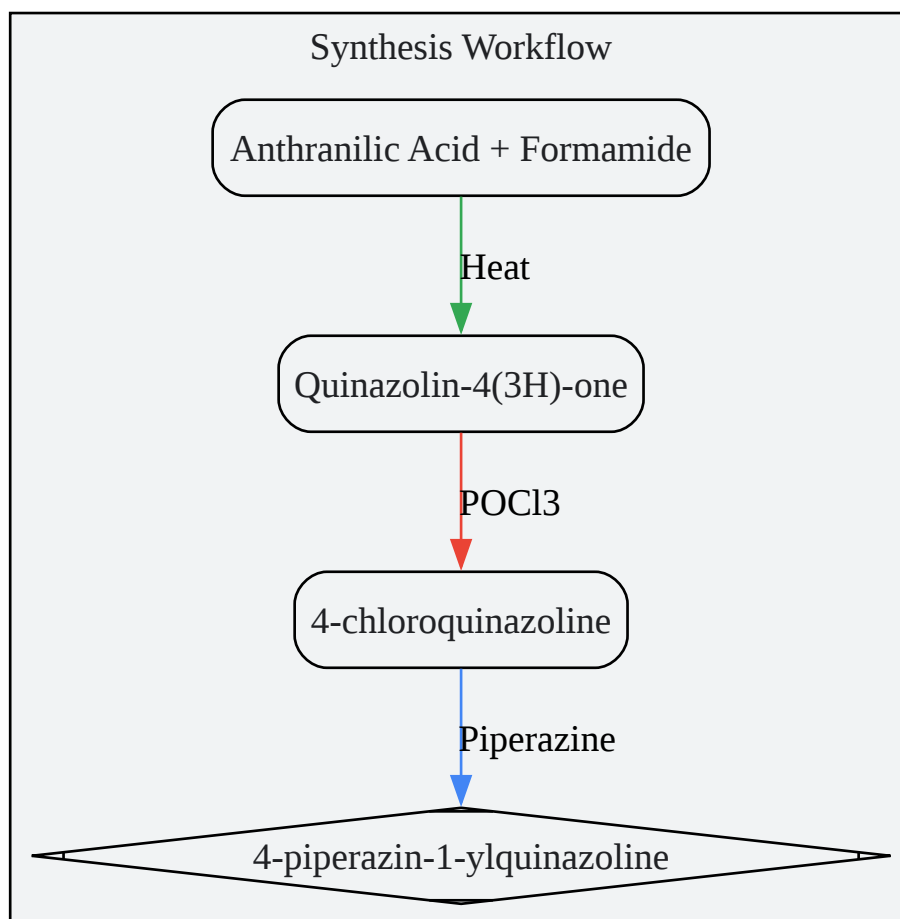 Synthesis Workflow
Anthranilic Acid + Formamide
Heat
Quinazolin-4(3H)-one
POCl3
4-chloroquinazoline
Piperazine
4-piperazin-1-ylquinazoline